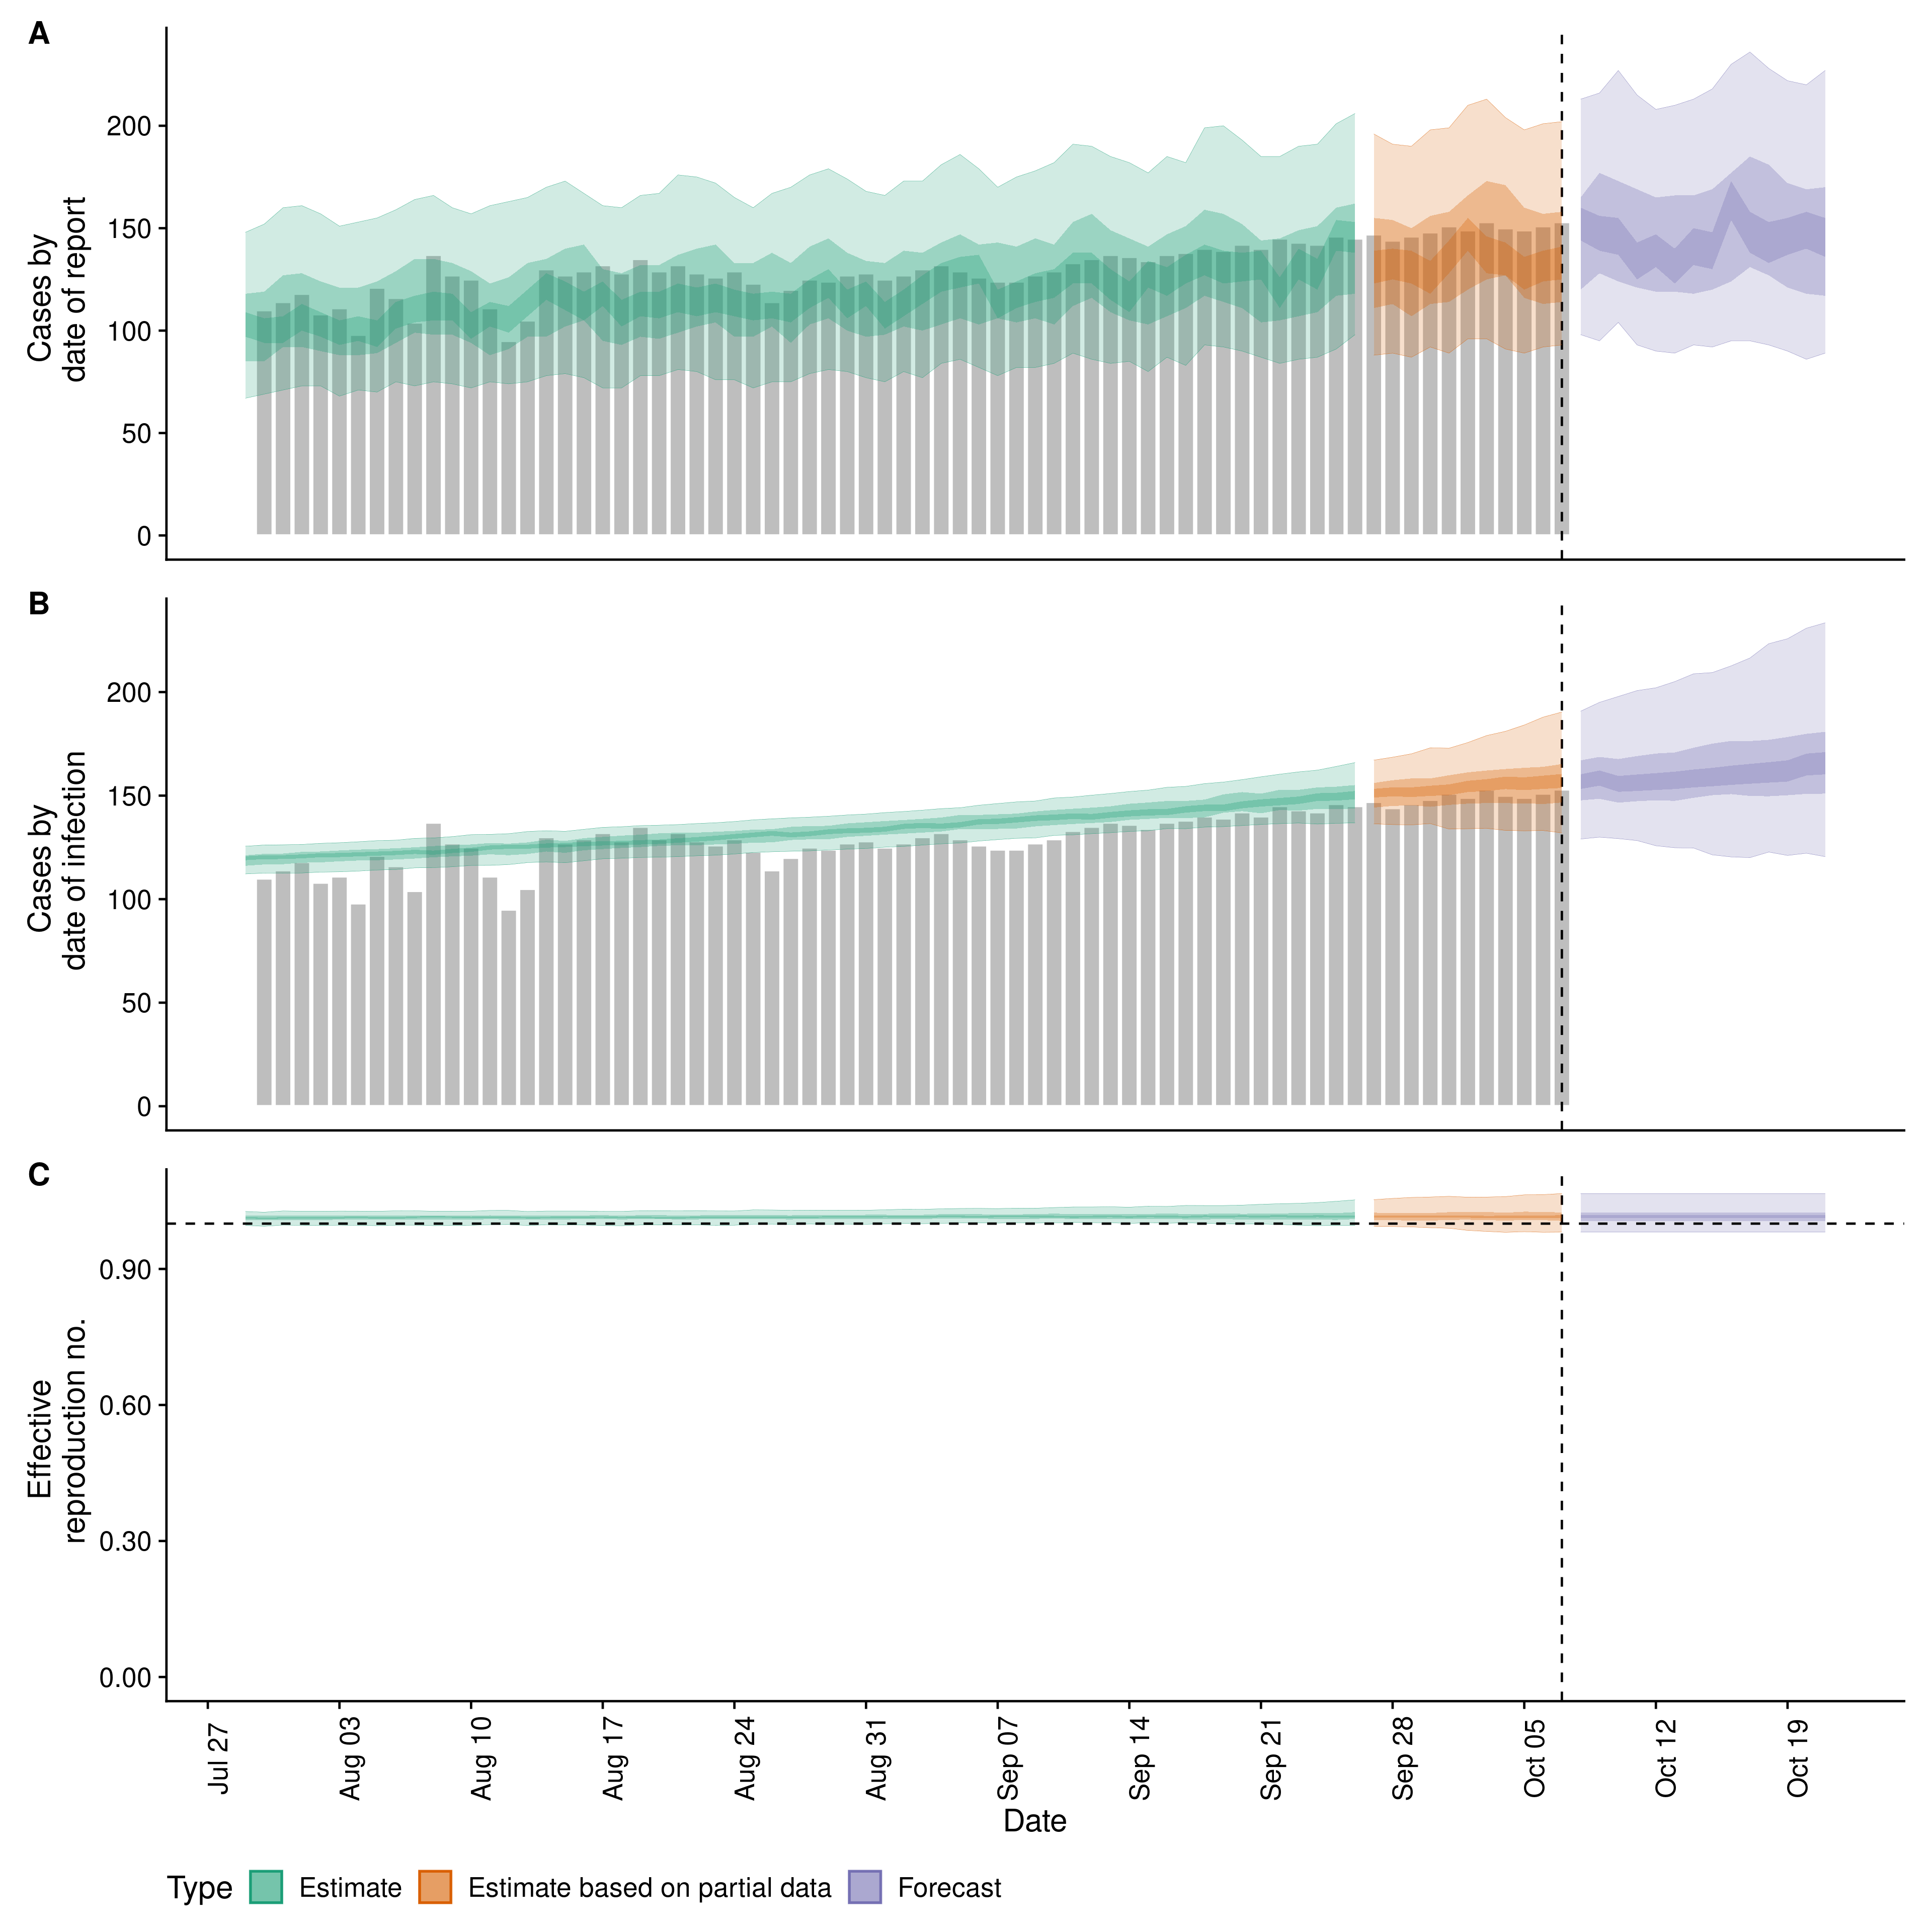 A
Cases by
date of report
200
150
100
50
0
B
Cases by
date of infection
200
150
100
50
0
C
Effective
reproduction no.
0.90
0.60
0.30
0.00
Jul 27
Aug 03
Aug 10
Aug 17
Aug 24
Aug 31
Sep 07
Sep 14
Sep 21
Sep 28
Oct 05
Oct 12
Oct 19
Date
Type Estimate Estimate based on partial data Forecast